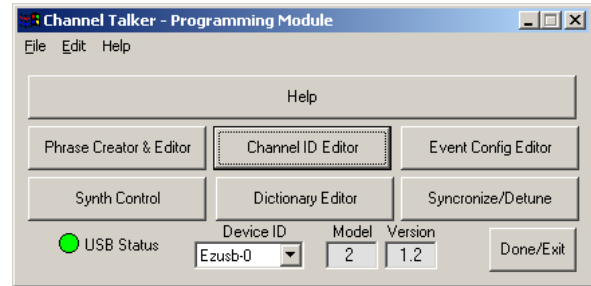 Channel Talker - Programming Module
File Edit Help
Help
Phrase Creator & Editor Channel ID Editor Event Config Editor
Synth Control Dictionary Editor Syncronize/Detune
USB Status Device ID Model Version
Ezusb-0 2 1.2 Done/Exit